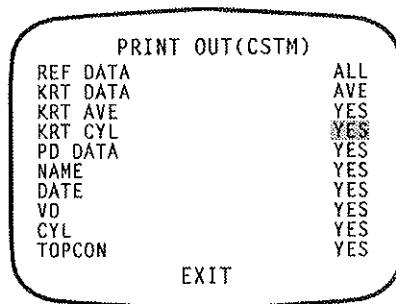 PRINT OUT(CSTM)
REF DATA ALL
KRT DATA AVE
KRT AVE YES
KRT CYL YES
PD DATA YES
NAME YES
DATE YES
VD YES
CYL YES
TOPCON YES
EXIT